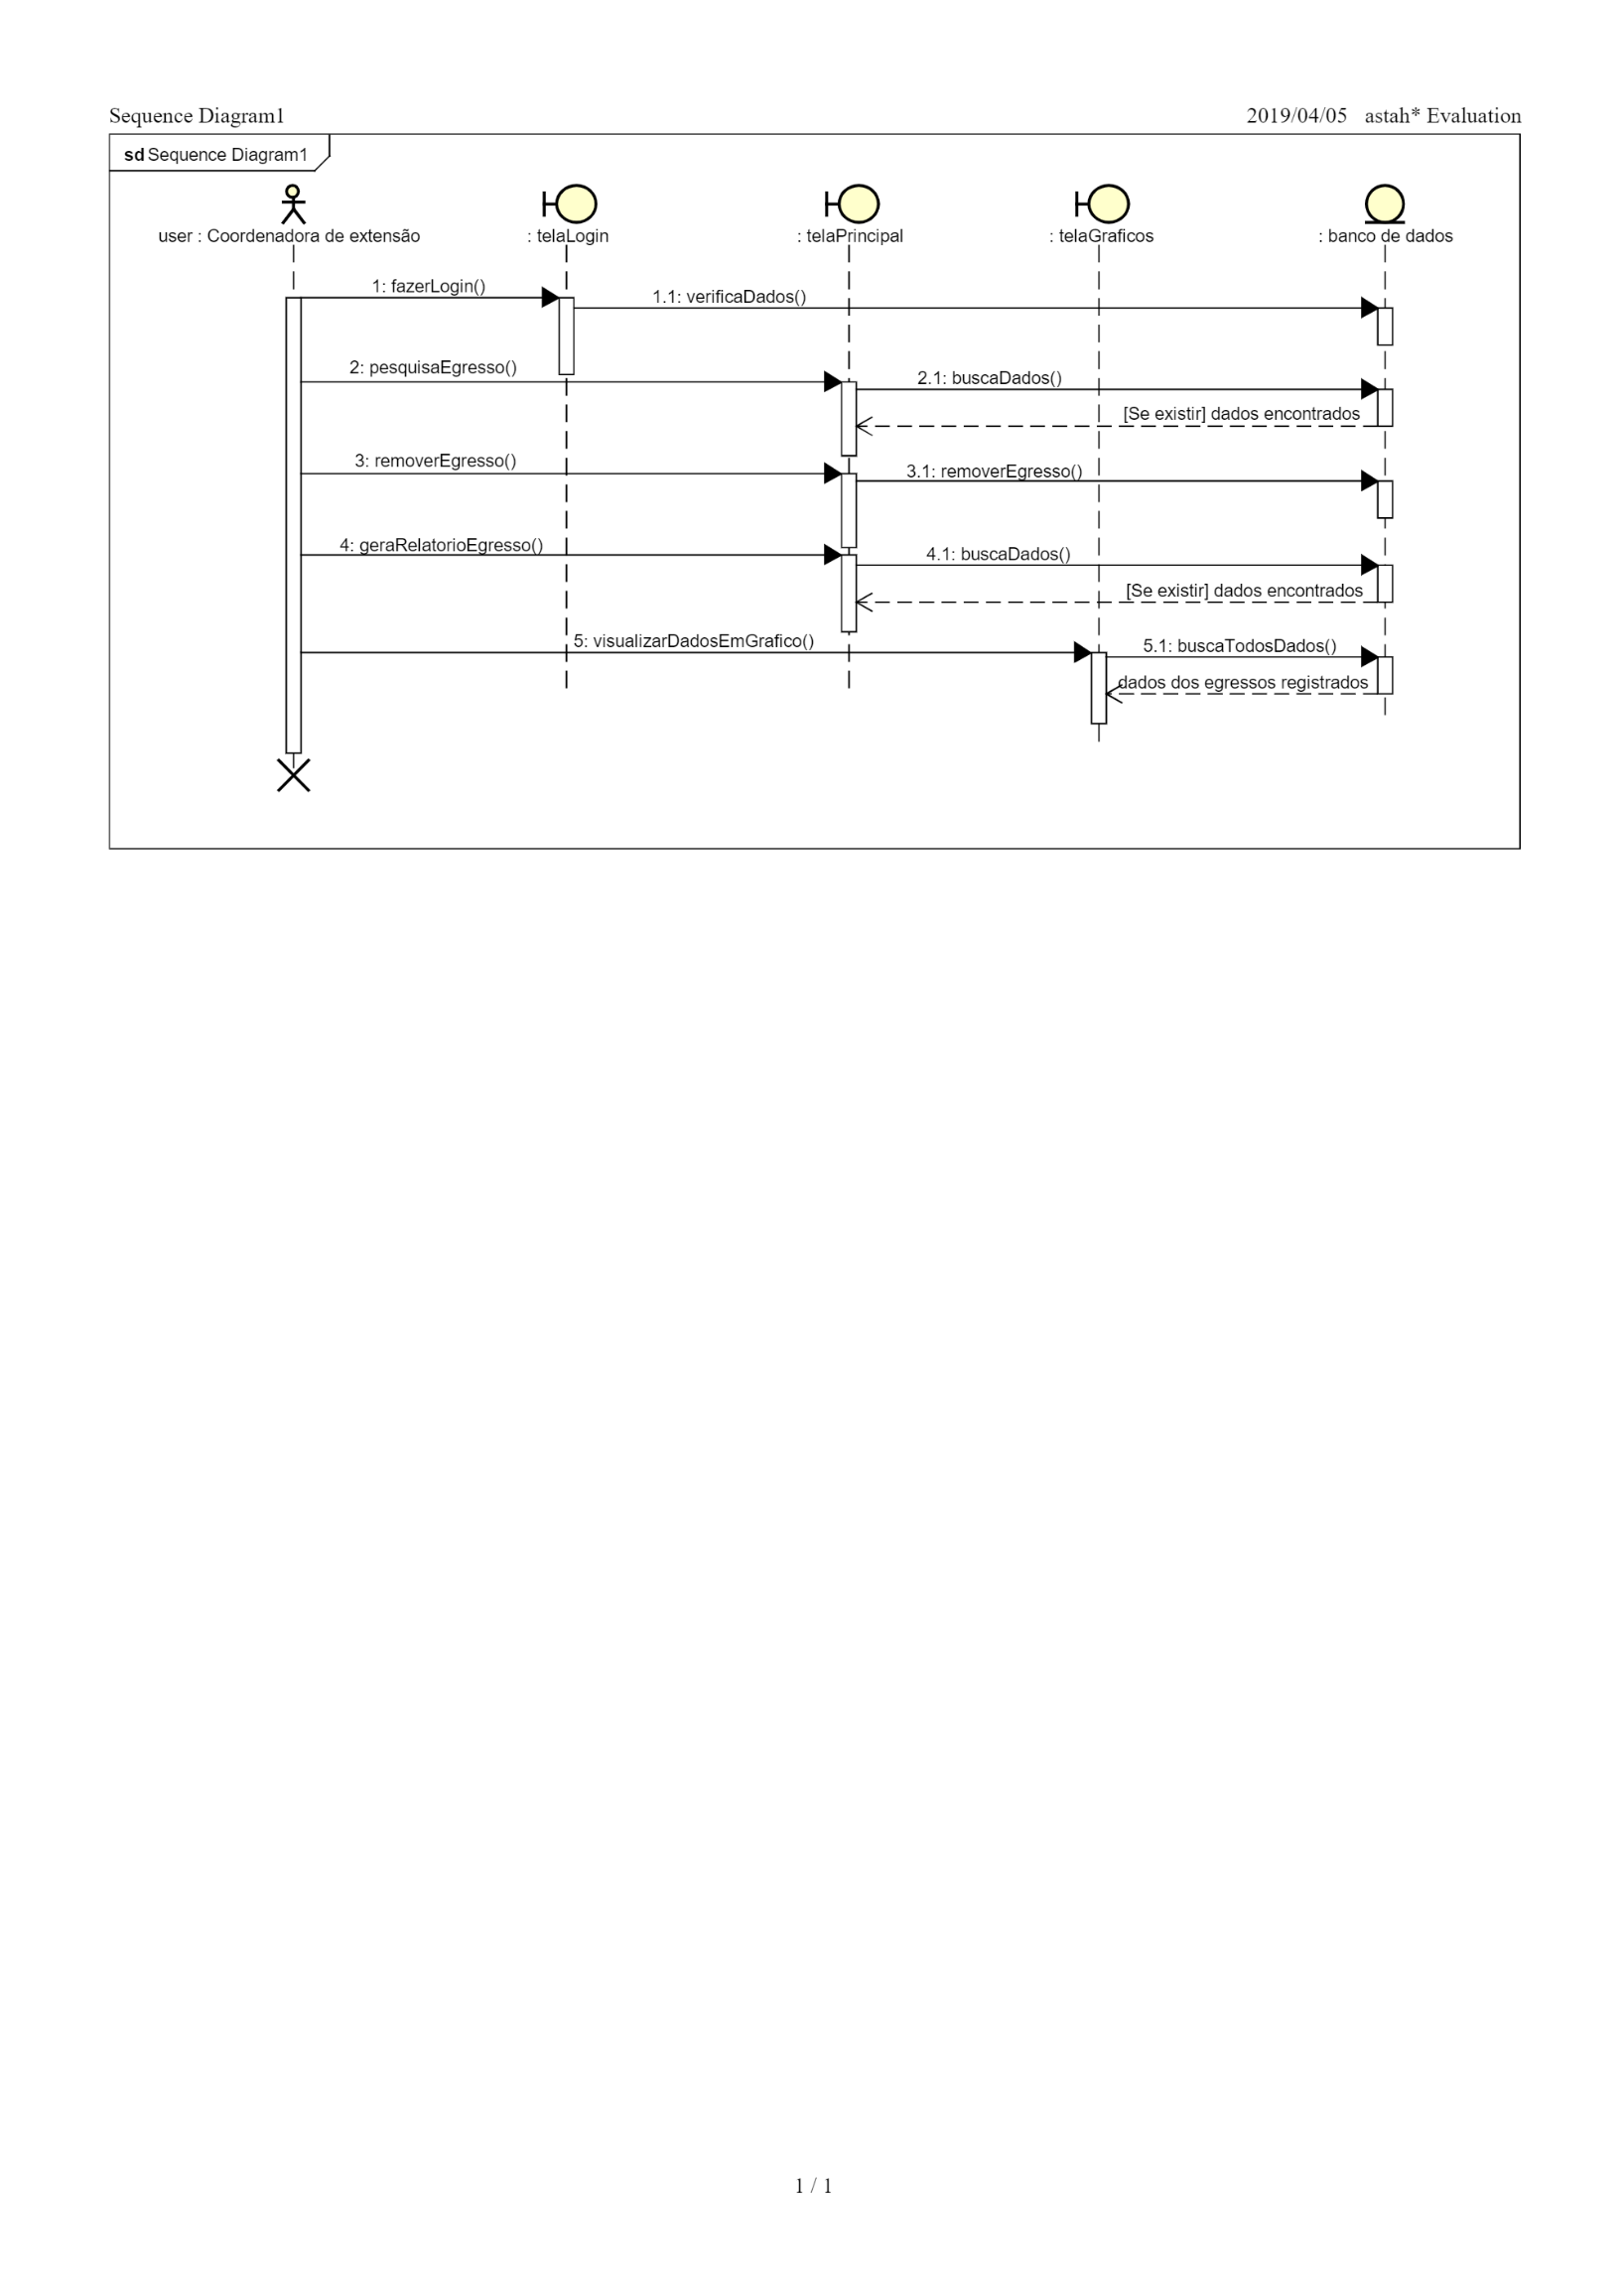 Sequence Diagram1
2019/04/05 astah* Evaluation
sd Sequence Diagram1
user : Coordenadora de extensão
: telaLogin
: telaPrincipal
: telaGraficos
: banco de dados
1: fazerLogin()
1.1: verificaDados()
2: pesquisaEgresso()
2.1: buscaDados()
[Se existir] dados encontrados
3: removerEgresso()
3.1: removerEgresso()
4: geraRelatorioEgresso()
4.1: buscaDados()
[Se existir] dados encontrados
5: visualizarDadosEmGrafico()
5.1: buscaTodosDados()
dados dos egressos registrados
1 / 1